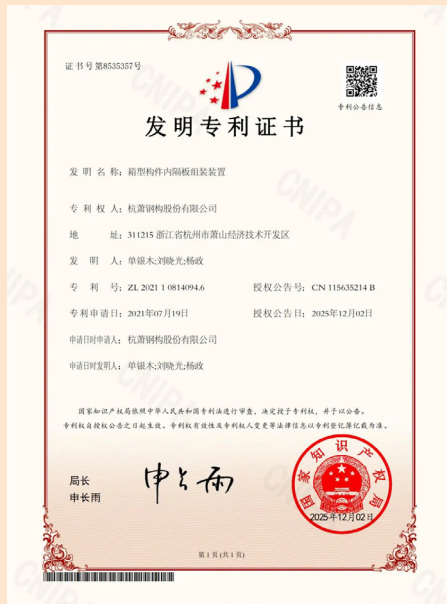 证书号第8535357号
专利公告信息
发明专利证书
发明名称：箱型构件内隔板组装装置
专利权人：杭萧钢构股份有限公司
地址：311215 浙江省杭州市萧山经济技术开发区
发明人：单银木;刘晓光;杨政
专利号：ZL 2021 1 0814094.6 授权公告号：CN 115635214 B
专利申请日：2021年07月19日 授权公告日：2025年12月02日
申请日时申请人：杭萧钢构股份有限公司
申请日时发明人：单银木;刘晓光;杨政
国家知识产权局依照中华人民共和国专利法进行审查，决定授予专利权，并予以公告。
专利权自授权公告之日起生效。专利权有效性及专利权人变更等法律信息以专利登记簿记载为准。
局长
申长雨
申长雨
国家知识产权局
2025年12月02日
第1页(共1页)
CNIPA